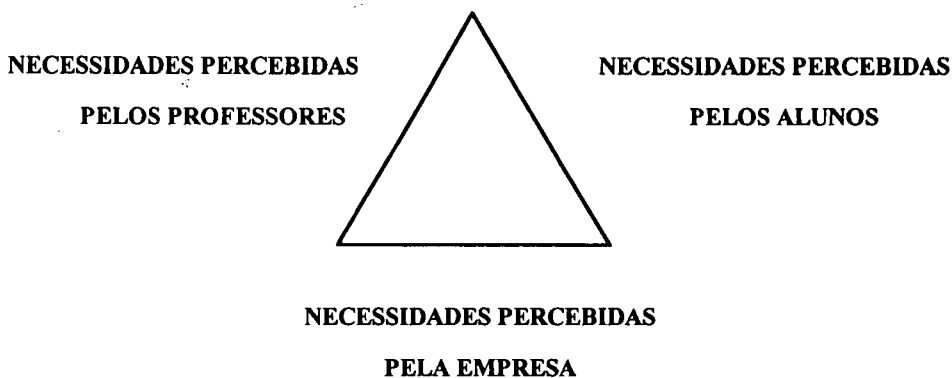 NECESSIDADES PERCEBIDAS
PELOS PROFESSORES
NECESSIDADES PERCEBIDAS
PELOS ALUNOS
NECESSIDADES PERCEBIDAS
PELA EMPRESA